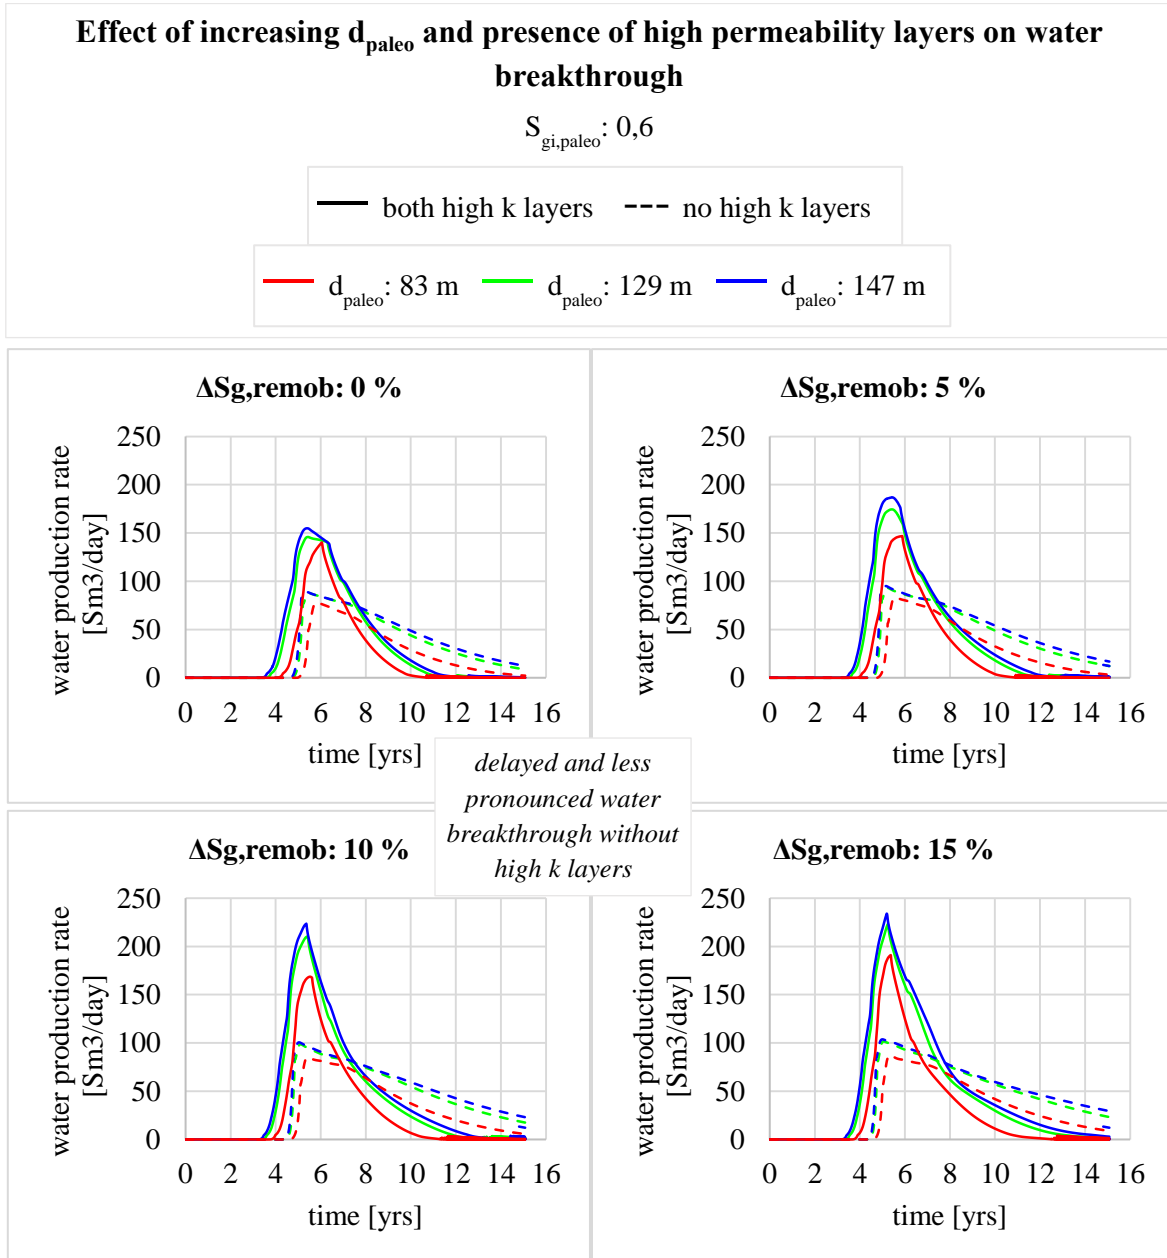 Effect of increasing d_paleo and presence of high permeability layers on water
breakthrough
S_gi,paleo: 0,6
both high k layers no high k layers
d_paleo: 83 m d_paleo: 129 m d_paleo: 147 m
ΔSg,remob: 0 %
water production rate
[Sm3/day]
250
200
150
100
50
0
0 2 4 6 8 10 12 14 16
time [yrs]
ΔSg,remob: 5 %
water production rate
[Sm3/day]
250
200
150
100
50
0
0 2 4 6 8 10 12 14 16
time [yrs]
delayed and less
pronounced water
breakthrough without
high k layers
ΔSg,remob: 10 %
water production rate
[Sm3/day]
250
200
150
100
50
0
0 2 4 6 8 10 12 14 16
time [yrs]
ΔSg,remob: 15 %
water production rate
[Sm3/day]
250
200
150
100
50
0
0 2 4 6 8 10 12 14 16
time [yrs]